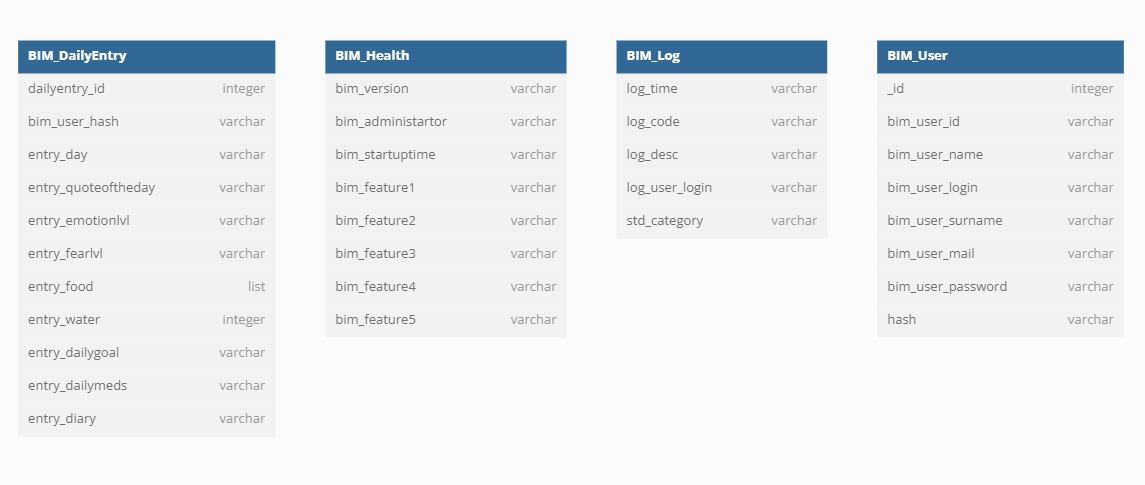 BIM_DailyEntry
dailyentry_id integer
bim_user_hash varchar
entry_day varchar
entry_quoteoftheday varchar
entry_emotionlvl varchar
entry_fearlvl varchar
entry_food list
entry_water integer
entry_dailygoal varchar
entry_dailymeds varchar
entry_diary varchar
BIM_Health
bim_version varchar
bim_administartor varchar
bim_startuptime varchar
bim_feature1 varchar
bim_feature2 varchar
bim_feature3 varchar
bim_feature4 varchar
bim_feature5 varchar
BIM_Log
log_time varchar
log_code varchar
log_desc varchar
log_user_login varchar
std_category varchar
BIM_User
_id integer
bim_user_id varchar
bim_user_name varchar
bim_user_login varchar
bim_user_surname varchar
bim_user_mail varchar
bim_user_password varchar
hash varchar